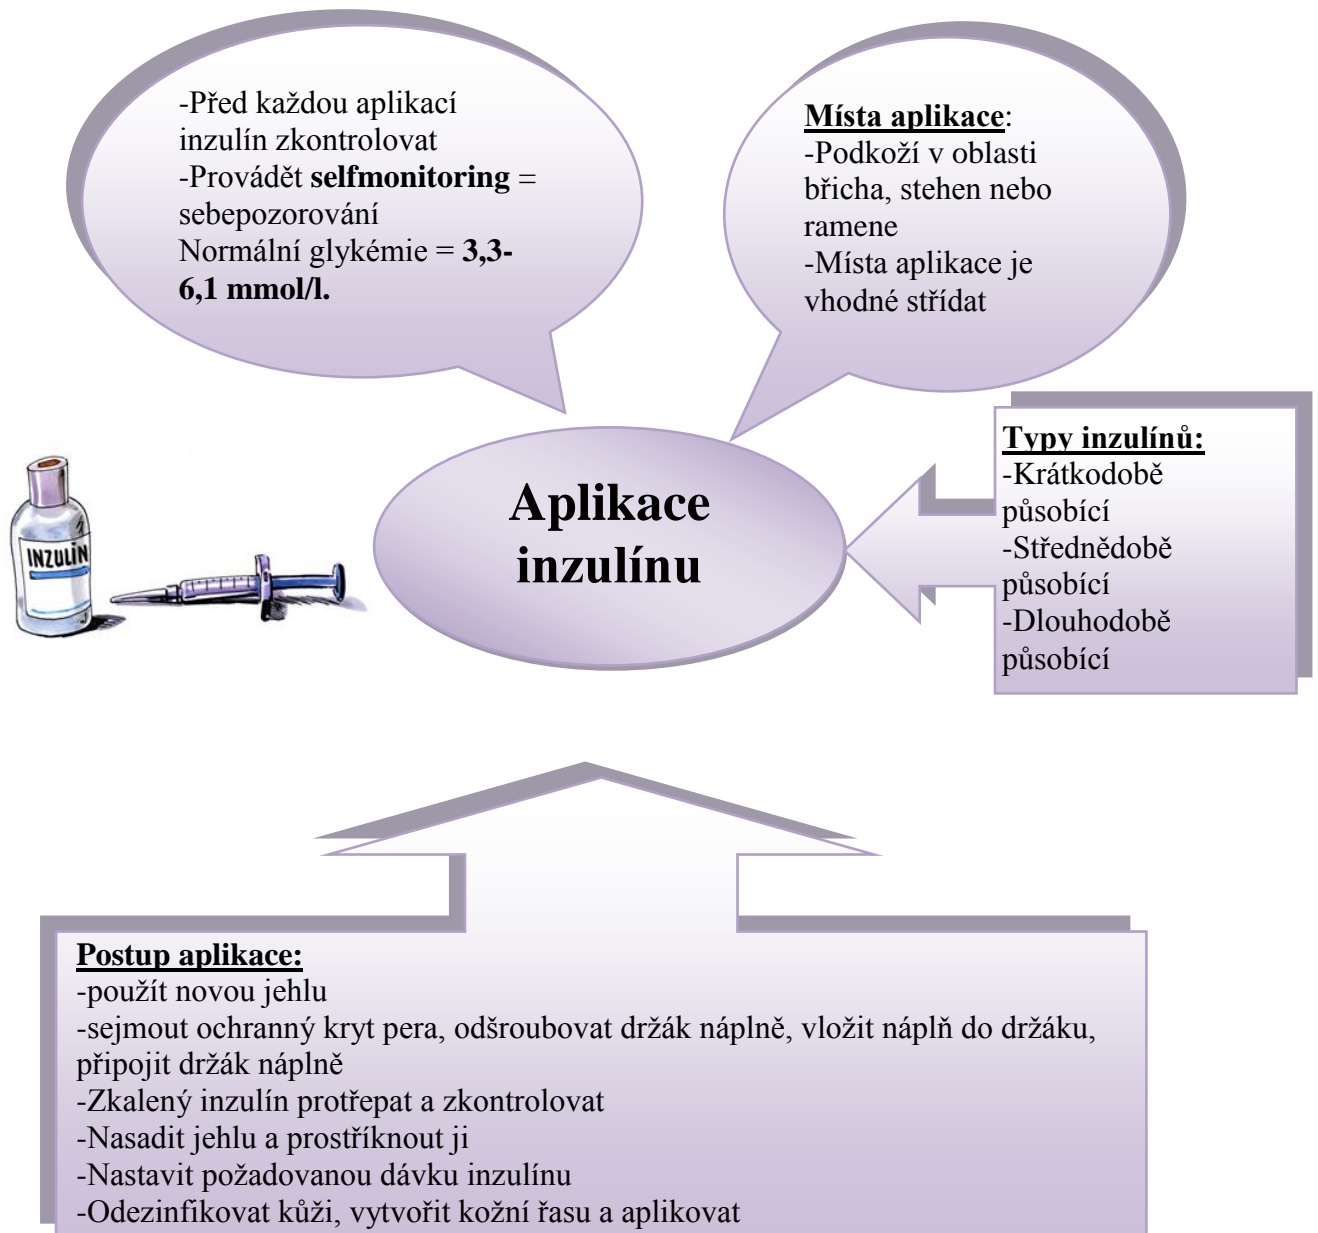 -Před každou aplikací
inzulín zkontrolovat
-Provádět selfmonitoring =
sebepozorování
Normální glykémie = 3,3-
6,1 mmol/l.
Místa aplikace:
-Podkoží v oblasti
břicha, stehen nebo
ramene
-Místa aplikace je
vhodné střídat
Typy inzulínů:
-Krátkodobě
působící
-Střednědobě
působící
-Dlouhodobě
působící
INZULÍN
Aplikace
inzulínu
Postup aplikace:
-použít novou jehlu
-sejmout ochranný kryt pera, odšroubovat držák náplně, vložit náplň do držáku,
připojit držák náplně
-Zkalený inzulín protřepat a zkontrolovat
-Nasadit jehlu a prostříknout ji
-Nastavit požadovanou dávku inzulínu
-Odezinfikovat kůži, vytvořit kožní řasu a aplikovat